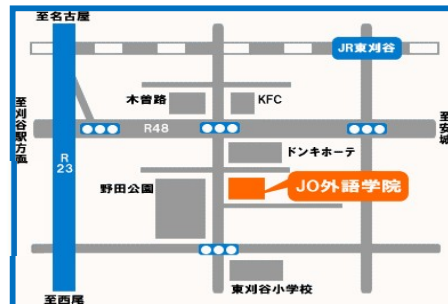 至名古屋
JR東刈谷
木曽路
KFC
至刈谷駅方面
R48
至安城
R
23
ドンキホーテ
野田公園
JO外語学院
東刈谷小学校
至西尾